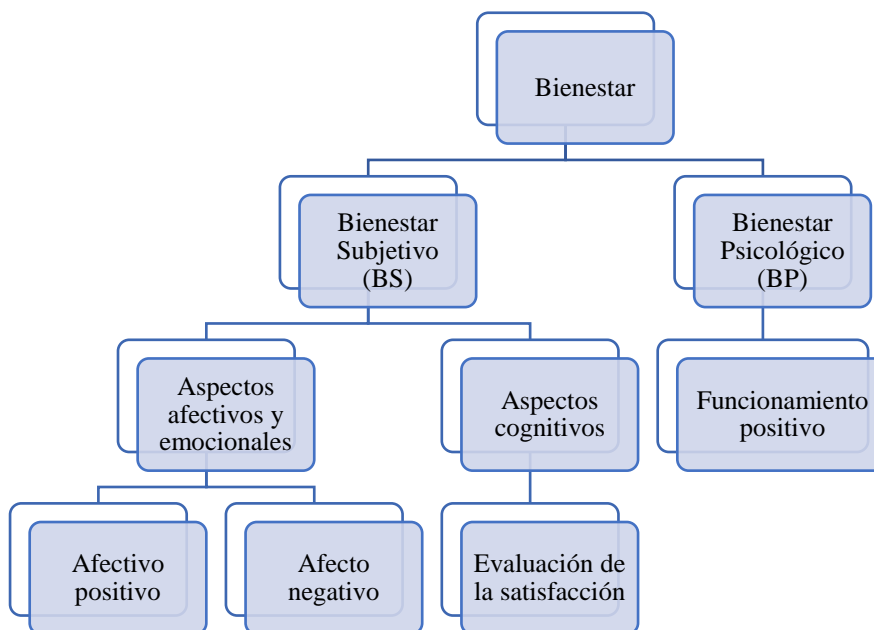 Bienestar
Bienestar
Subjetivo
(BS)
Bienestar
Psicológico
(BP)
Aspectos
afectivos y
emocionales
Aspectos
cognitivos
Funcionamiento
positivo
Afectivo
positivo
Afecto
negativo
Evaluación de
la satisfacción